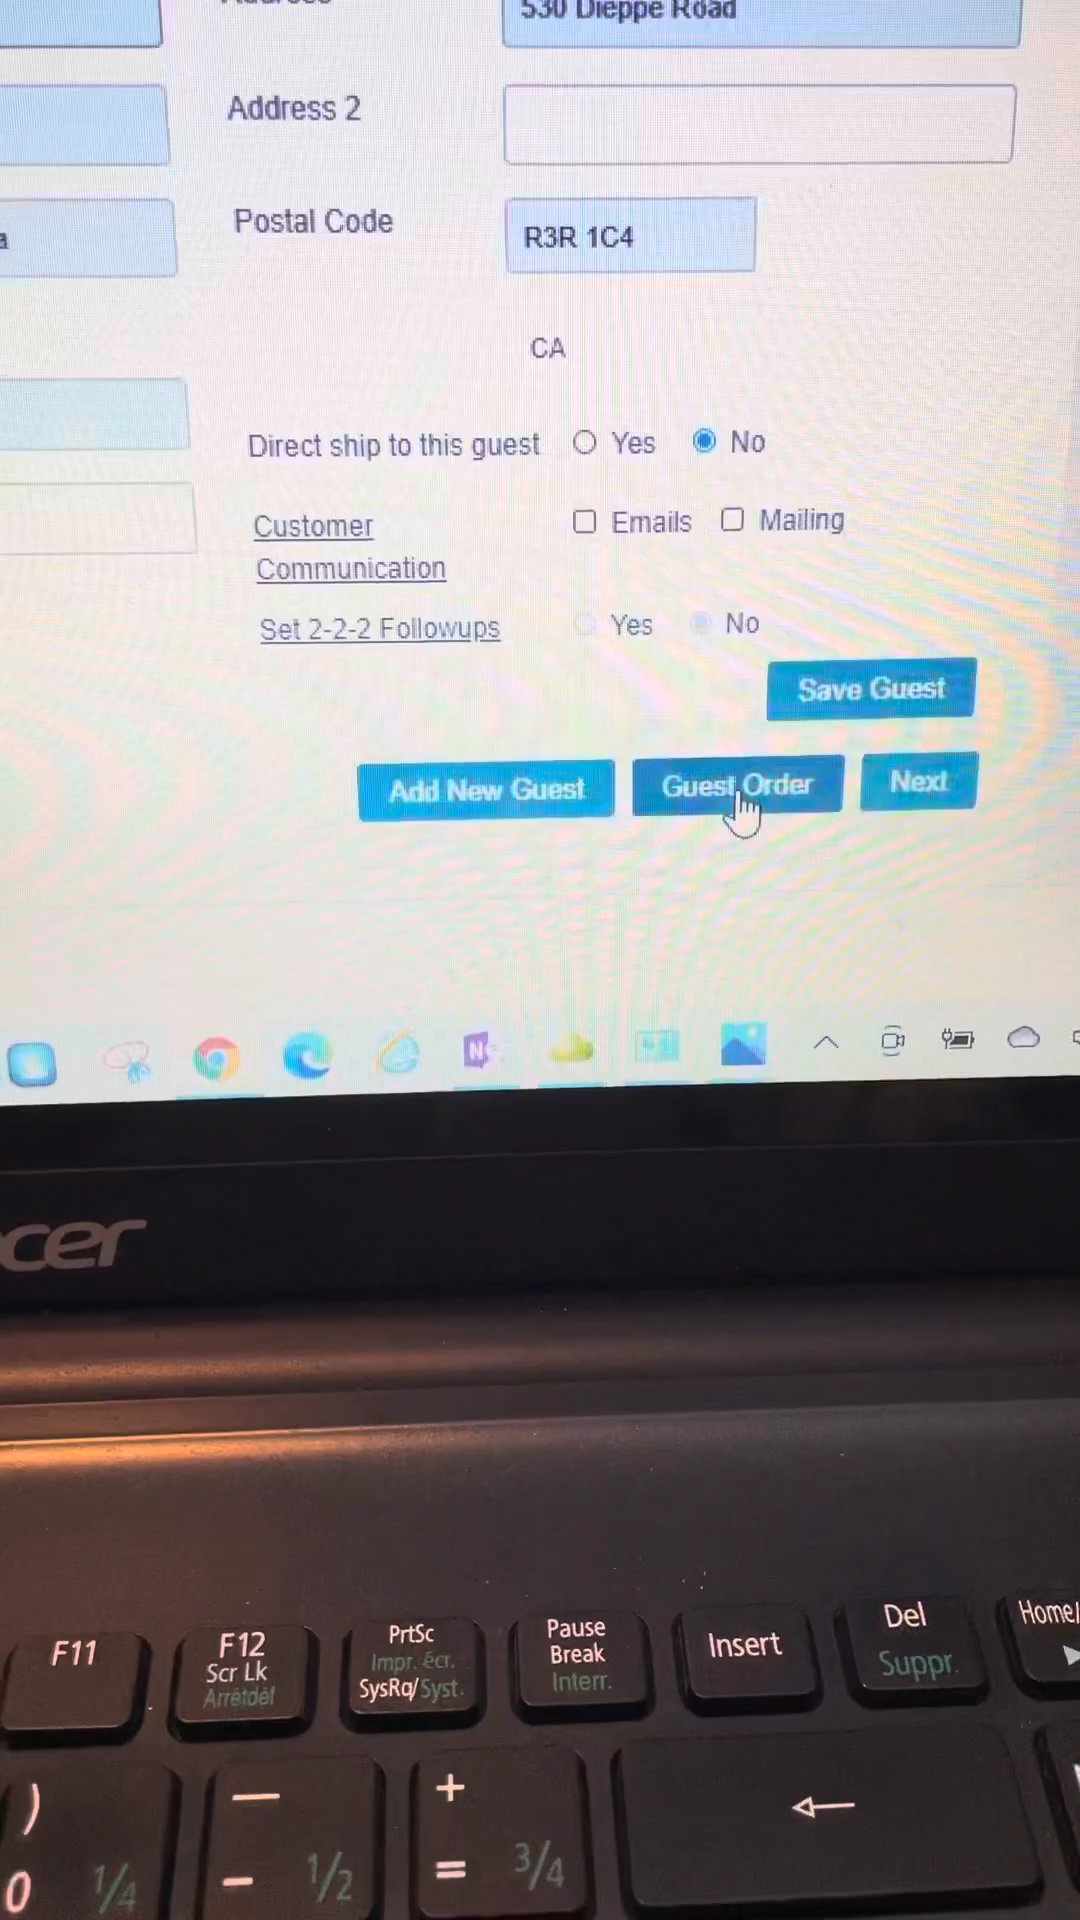 530 Dieppe Road
Address 2
Postal Code
R3R 1C4
CA
Direct ship to this guest Yes No
Customer Communication Emails Mailing
Set 2-2-2 Followups Yes No
Save Guest
Add New Guest Guest Order Next
N
cer
F11
F12
Scr Lk
Arrêtdéf
PrtSc
Impr. écr.
SysRq/Syst.
Pause
Break
Interr.
Insert
Del
Suppr.
Home/
)
0 1/4
—
- 1/2
+
= 3/4